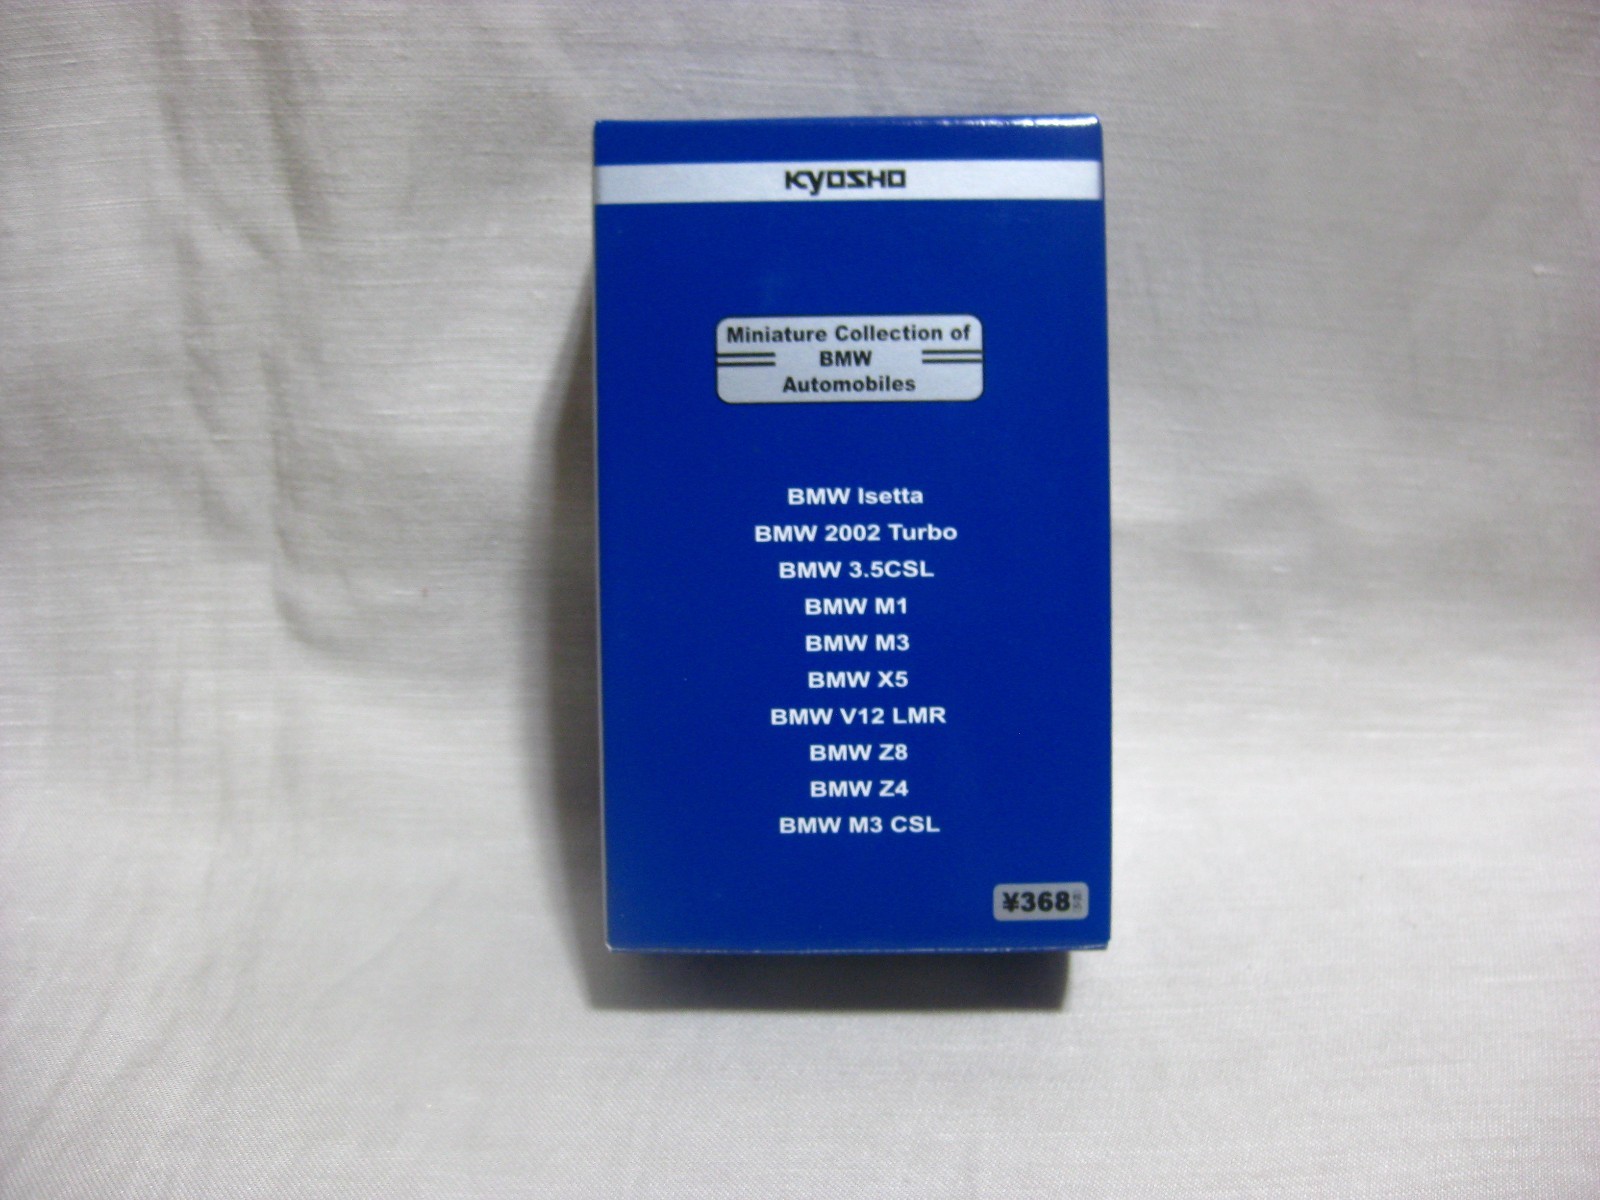 KYOSHO
Miniature Collection of
BMW
Automobiles
BMW Isetta
BMW 2002 Turbo
BMW 3.5CSL
BMW M1
BMW M3
BMW X5
BMW V12 LMR
BMW Z8
BMW Z4
BMW M3 CSL
¥368